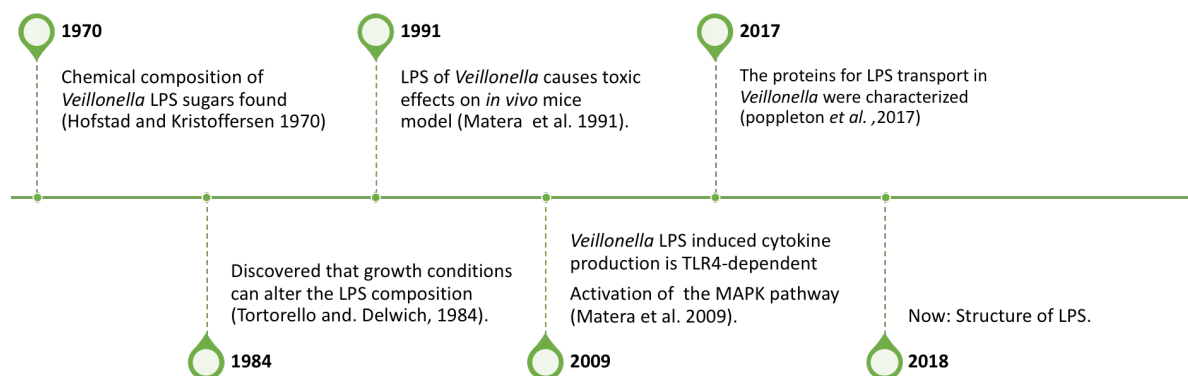 1970
Chemical composition of
Veillonella LPS sugars found
(Hofstad and Kristoffersen 1970)
1984
Discovered that growth conditions
can alter the LPS composition
(Tortorello and. Delwich, 1984).
1991
LPS of Veillonella causes toxic
effects on in vivo mice
model (Matera et al. 1991).
2009
Veillonella LPS induced cytokine
production is TLR4-dependent
Activation of the MAPK pathway
(Matera et al. 2009).
2017
The proteins for LPS transport in
Veillonella were characterized
(poppleton et al. ,2017)
2018
Now: Structure of LPS.